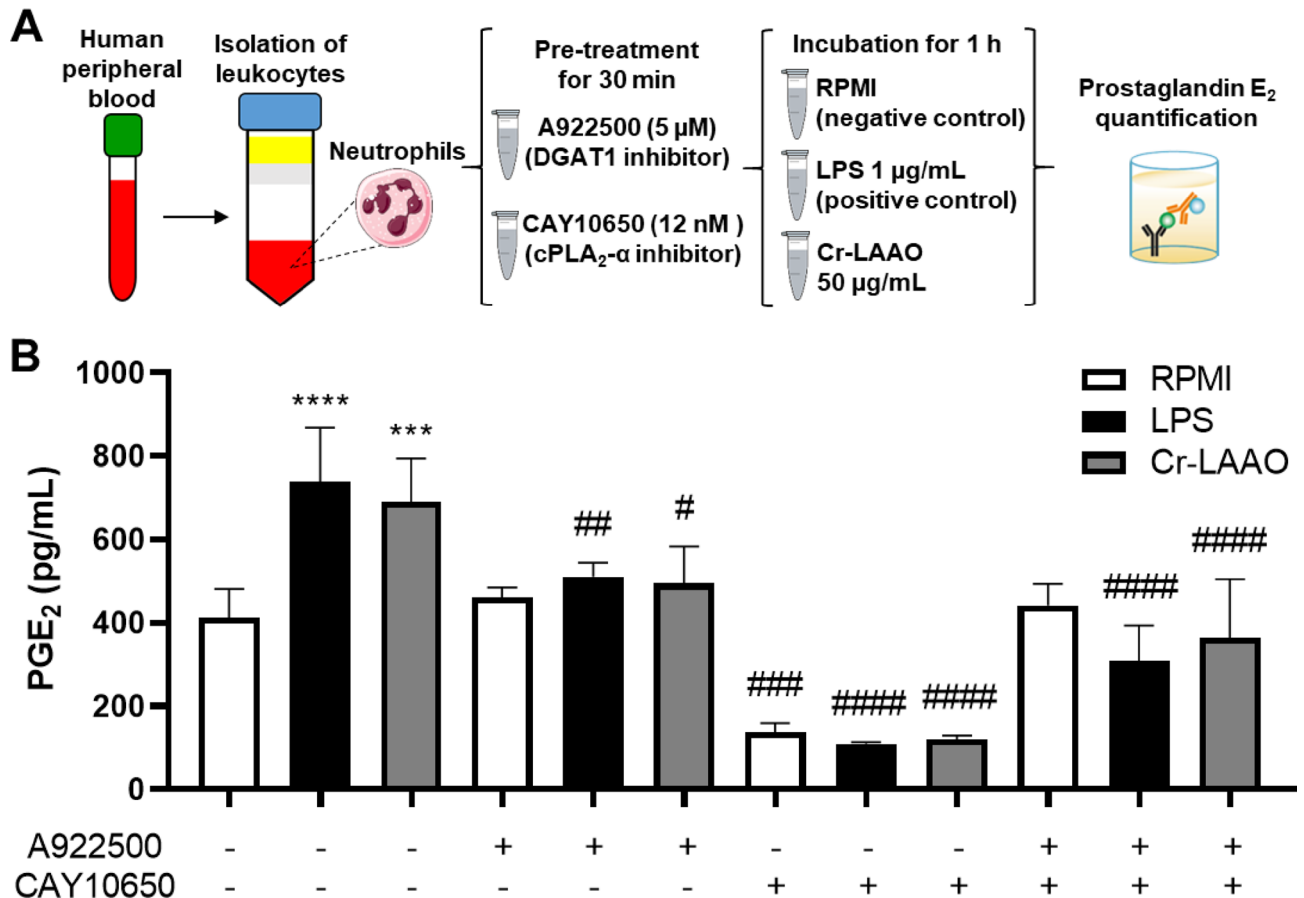 A
Human
peripheral
blood
Isolation of
leukocytes
Neutrophils
Pre-treatment
for 30 min
A922500 (5 µM)
(DGAT1 inhibitor)
CAY10650 (12 nM )
(cPLA₂-α inhibitor)
Incubation for 1 h
RPMI
(negative control)
LPS 1 µg/mL
(positive control)
Cr-LAAO
50 µg/mL
Prostaglandin E₂
quantification
B
PGE₂ (pg/mL)
1000
800
600
400
200
0
**** 
***
##
#
###
####
####
####
####
RPMI
LPS
Cr-LAAO
A922500 - - - + + + - - - + + +
CAY10650 - - - - - - + + + + + +